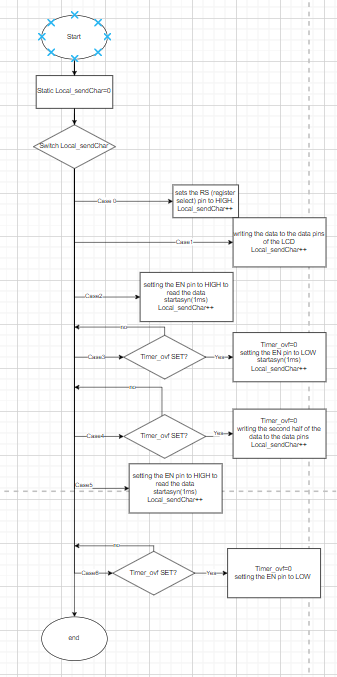 Start
Static Local_sendChar=0
Switch Local_sendChar
Case 0
sets the RS (register
select) pin to HIGH.
Local_sendChar++
Case1
writing the data to the data pins
of the LCD
Local_sendChar++
Case2
setting the EN pin to HIGH to
read the data
startasyn(1ms)
Local_sendChar++
no
Case3
Timer_ovf SET?
Yes
Timer_ovf=0
setting the EN pin to LOW
startasyn(1ms)
Local_sendChar++
no
Case4
Timer_ovf SET?
Yes
Timer_ovf=0
writing the second half of the
data to the data pins
Local_sendChar++
Case5
setting the EN pin to HIGH to
read the data
startasyn(1ms)
Local_sendChar++
no
Case6
Timer_ovf SET?
Yes
Timer_ovf=0
setting the EN pin to LOW
end